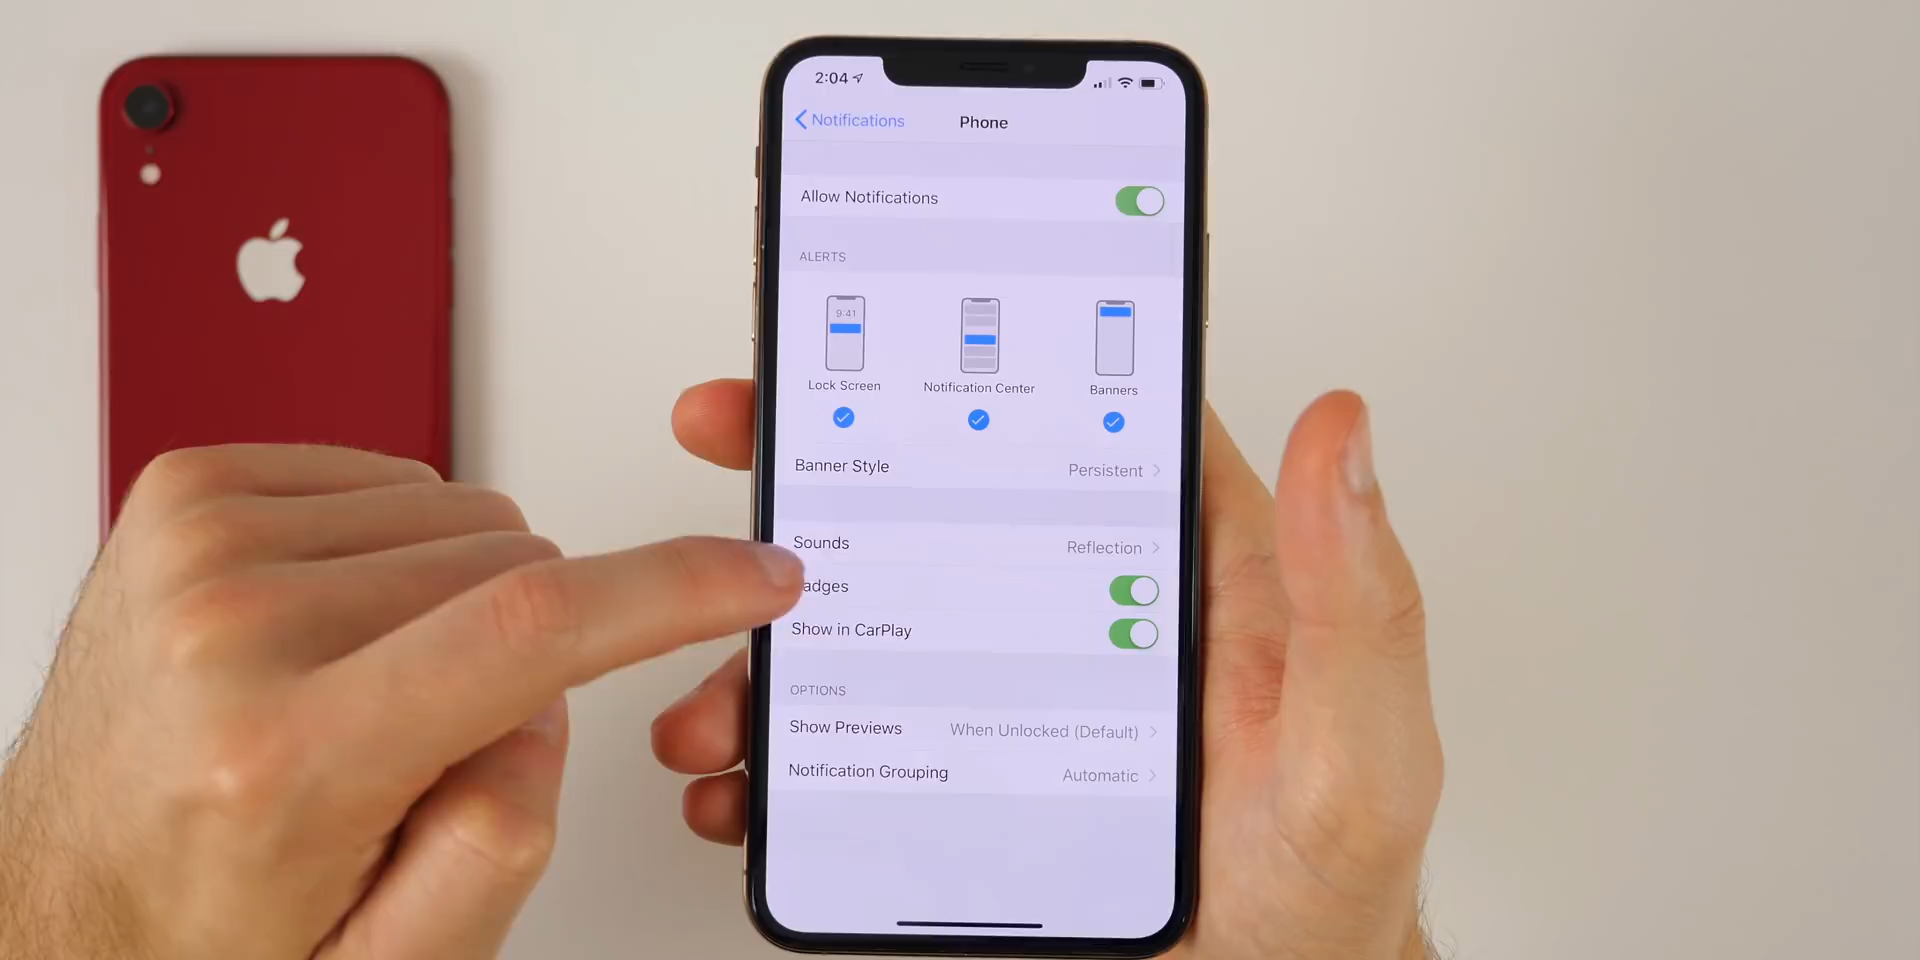 2:04
Notifications
Phone
Allow Notifications
ALERTS
9:41
Lock Screen
Notification Center
Banners
Banner Style
Persistent
Sounds
Reflection
adges
Show in CarPlay
OPTIONS
Show Previews
When Unlocked (Default)
Notification Grouping
Automatic